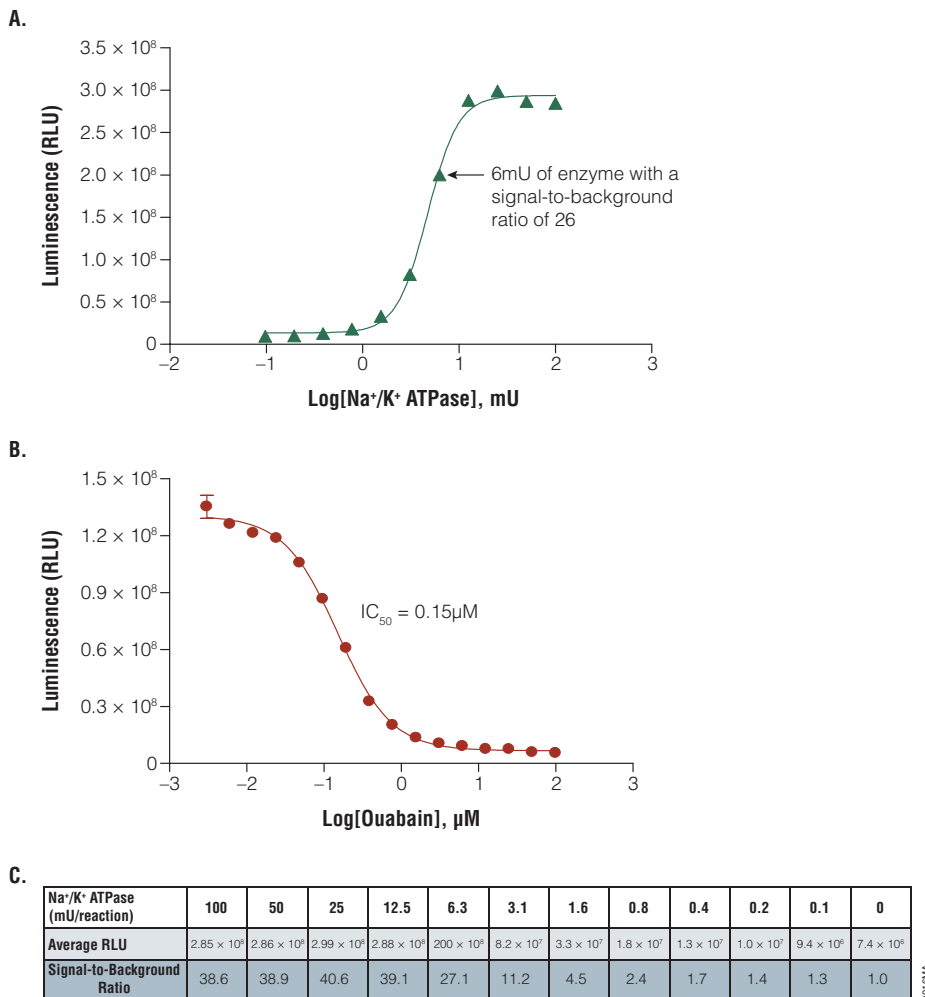 A.
3.5 × 10⁸
3.0 × 10⁸
2.5 × 10⁸
2.0 × 10⁸
1.5 × 10⁸
1.0 × 10⁸
0.5 × 10⁸
0
Luminescence (RLU)
6mU of enzyme with a
signal-to-background
ratio of 26
−2 −1 0 1 2 3
Log[Na⁺/K⁺ ATPase], mU
B.
1.5 × 10⁸
1.2 × 10⁸
0.9 × 10⁸
0.6 × 10⁸
0.3 × 10⁸
0
Luminescence (RLU)
IC₅₀ = 0.15µM
−3 −2 −1 0 1 2 3
Log[Ouabain], µM
C.
Na⁺/K⁺ ATPase
(mU/reaction) 100 50 25 12.5 6.3 3.1 1.6 0.8 0.4 0.2 0.1 0
Average RLU 2.85 × 10⁸ 2.86 × 10⁸ 2.99 × 10⁸ 2.88 × 10⁸ 200 × 10⁸ 8.2 × 10⁷ 3.3 × 10⁷ 1.8 × 10⁷ 1.3 × 10⁷ 1.0 × 10⁷ 9.4 × 10⁶ 7.4 × 10⁶
Signal-to-Background
Ratio 38.6 38.9 40.6 39.1 27.1 11.2 4.5 2.4 1.7 1.4 1.3 1.0